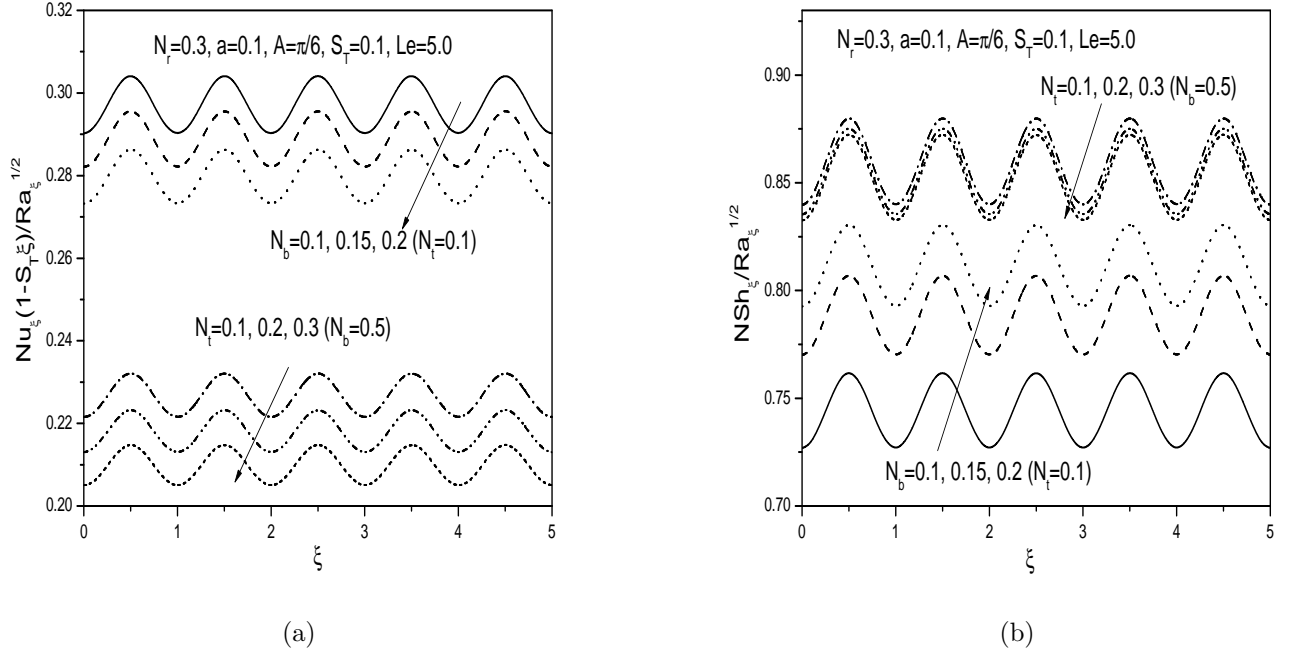 0.32
0.30
0.28
0.26
0.24
0.22
0.20
Nu_ξ(1-S_Tξ)/Ra_ξ^1/2
N_r=0.3, a=0.1, A=π/6, S_T=0.1, Le=5.0
N_b=0.1, 0.15, 0.2 (N_t=0.1)
N_t=0.1, 0.2, 0.3 (N_b=0.5)
0 1 2 3 4 5
ξ
(a)
0.90
0.85
0.80
0.75
0.70
NSh_ξ/Ra_ξ^1/2
N_r=0.3, a=0.1, A=π/6, S_T=0.1, Le=5.0
N_t=0.1, 0.2, 0.3 (N_b=0.5)
N_b=0.1, 0.15, 0.2 (N_t=0.1)
0 1 2 3 4 5
ξ
(b)